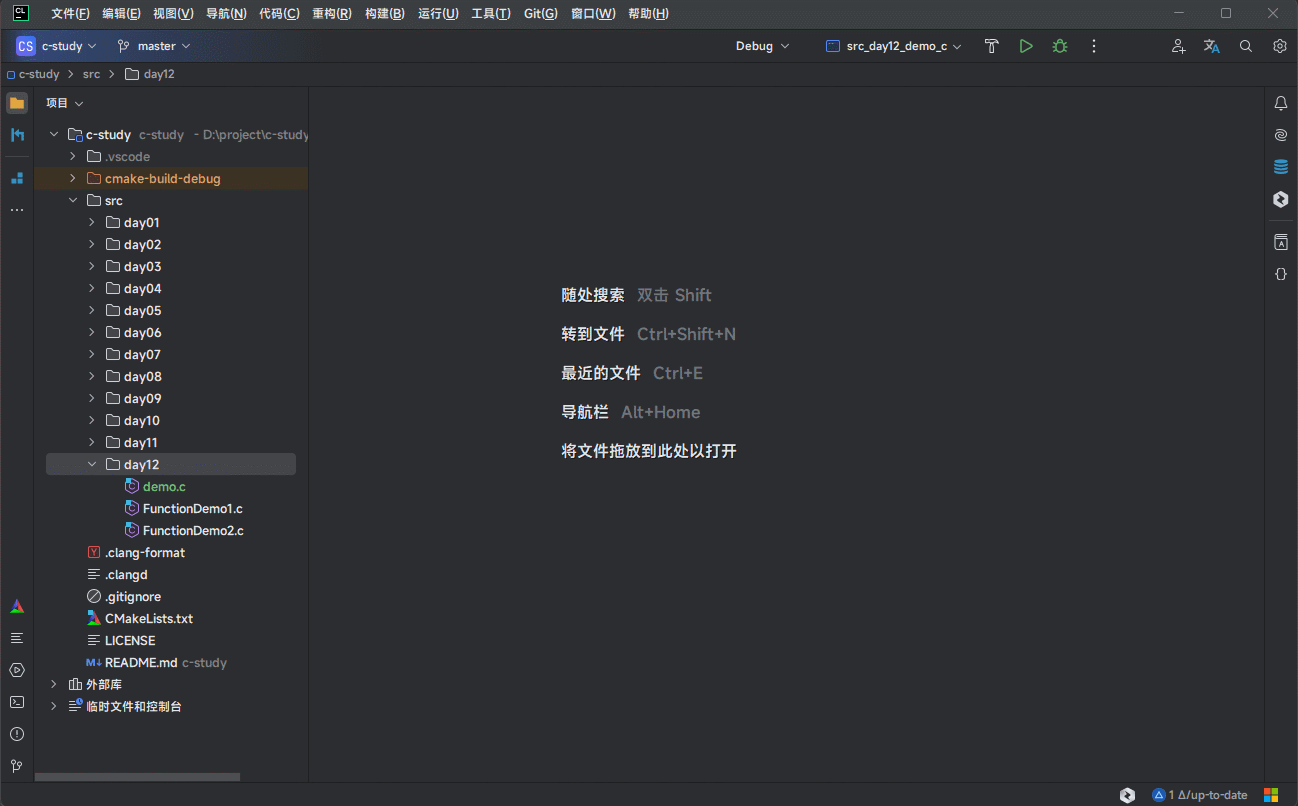 CL 文件(F) 编辑(E) 视图(V) 导航(N) 代码(C) 重构(R) 构建(B) 运行(U) 工具(T) Git(G) 窗口(W) 帮助(H)
CS c-study master Debug src_day12_demo_c
c-study src day12
项目
c-study c-study - D:\project\c-study
.vscode
cmake-build-debug
src
day01
day02
day03
day04
day05
day06
day07
day08
day09
day10
day11
day12
demo.c
FunctionDemo1.c
FunctionDemo2.c
.clang-format
.clangd
.gitignore
CMakeLists.txt
LICENSE
README.md c-study
外部库
临时文件和控制台
随处搜索 双击 Shift
转到文件 Ctrl+Shift+N
最近的文件 Ctrl+E
导航栏 Alt+Home
将文件拖放到此处以打开
1 Δ/up-to-date